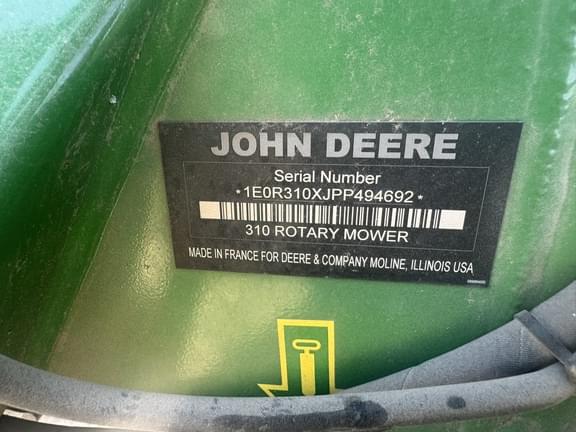 JOHN DEERE
Serial Number
*1E0R310XJPP494692*
310 ROTARY MOWER
MADE IN FRANCE FOR DEERE & COMPANY MOLINE, ILLINOIS USA